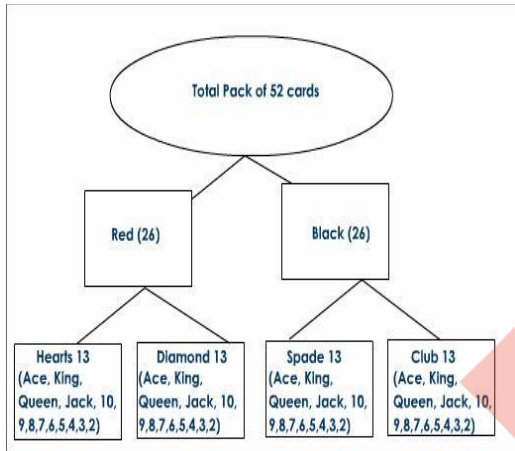 Total Pack of 52 cards
Red (26)
Black (26)
Hearts 13
(Ace, King,
Queen, Jack, 10,
9,8,7,6,5,4,3,2)
Diamond 13
(Ace, King,
Queen, Jack, 10,
9,8,7,6,5,4,3,2)
Spade 13
(Ace, King,
Queen, Jack, 10,
9,8,7,6,5,4,3,2)
Club 13
(Ace, King,
Queen, Jack, 10,
9,8,7,6,5,4,3,2)